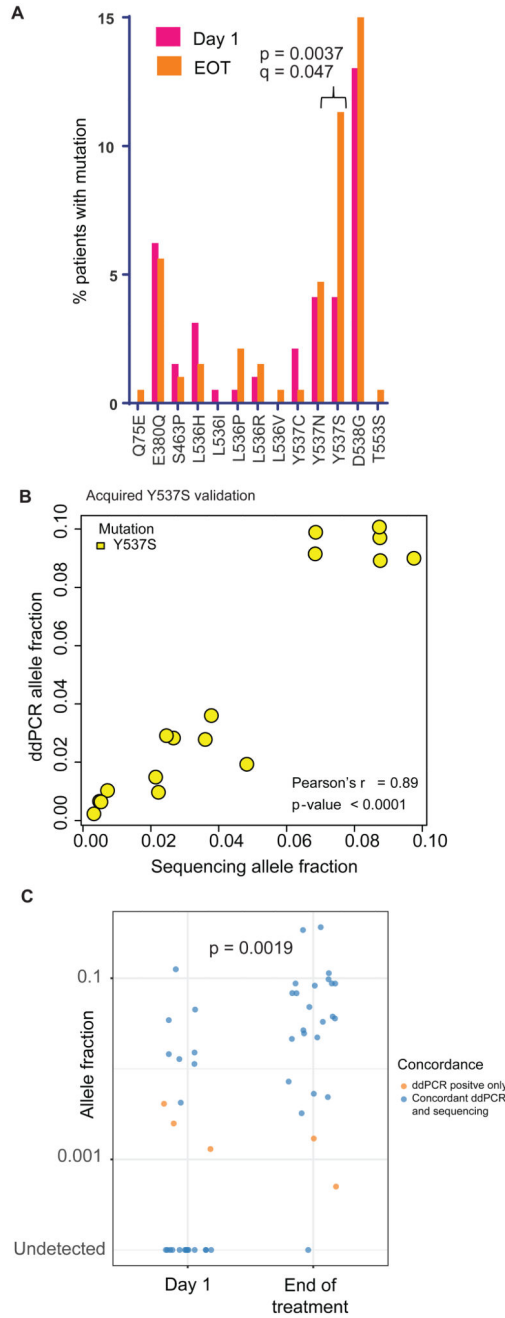 A
Day 1
EOT
p = 0.0037
q = 0.047
% patients with mutation
15
10
5
0
Q75E
E380Q
S463P
L536H
L536I
L536P
L536R
L536V
Y537C
Y537N
Y537S
D538G
T553S
B
Acquired Y537S validation
Mutation
Y537S
ddPCR allele fraction
0.10
0.08
0.06
0.04
0.02
0.00
Pearson's r = 0.89
p-value < 0.0001
0.00 0.02 0.04 0.06 0.08 0.10
Sequencing allele fraction
C
p = 0.0019
Allele fraction
0.1
0.001
Undetected
Day 1
End of
treatment
Concordance
ddPCR positve only
Concordant ddPCR
and sequencing